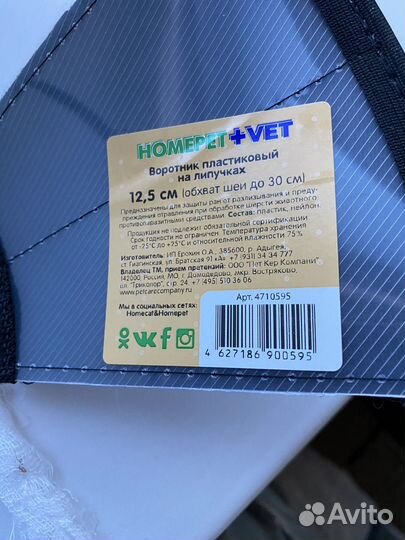 HOMEPET+VET
Воротник пластиковый
на липучках
12,5 см (обхват шеи до 30 см)
Предназначены для защиты ран от разлизывания и преду-
преждения отравлений при обработке шерсти животного
противопаразитными средствами. Состав: пластик, нейлон.
Продукция не подлежит обязательной сертификации
Срок годности не ограничен. Температура хранения
от -25°С до +25°С и относительной влажности 75%
Изготовитель: ИП Ерохин О.А., 385600, р. Адыгея,
ст. Гиагинская, ул. Братская 91 «А» +7 (931) 34 34 777
Владелец ТМ, прием претензий: ООО "Пет Кер Компани"
142000, Россия, МО, г. Домодедово, мкр. Востряково,
вл. "Триколор", стр. 24, +7 (495) 510 36 06
www.petcarecompany.ru
Мы в социальных сетях:
Homecat&Homepet
Арт. 4710595
4 627186 900595
Avito